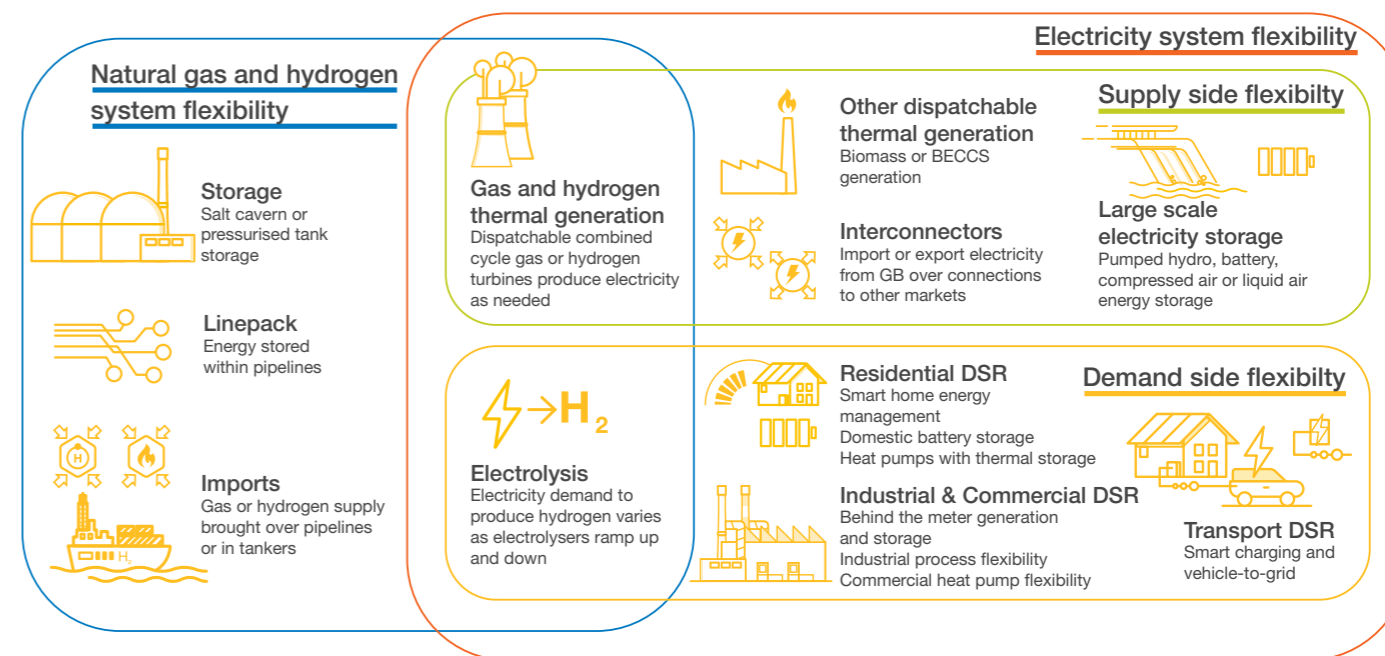 Natural gas and hydrogen
system flexibility
Storage
Salt cavern or
pressurised tank
storage
Linepack
Energy stored
within pipelines
H
Imports
Gas or hydrogen supply
brought over pipelines
or in tankers
H2
Electricity system flexibility
Supply side flexibilty
Gas and hydrogen
thermal generation
Dispatchable combined
cycle gas or hydrogen
turbines produce electricity
as needed
Other dispatchable
thermal generation
Biomass or BECCS
generation
Interconnectors
Import or export electricity
from GB over connections
to other markets
Large scale
electricity storage
Pumped hydro, battery,
compressed air or liquid air
energy storage
Demand side flexibilty
→H2
Electrolysis
Electricity demand to
produce hydrogen varies
as electrolysers ramp up
and down
Residential DSR
Smart home energy
management
Domestic battery storage
Heat pumps with thermal storage
Industrial & Commercial DSR
Behind the meter generation
and storage
Industrial process flexibility
Commercial heat pump flexibility
Transport DSR
Smart charging and
vehicle-to-grid